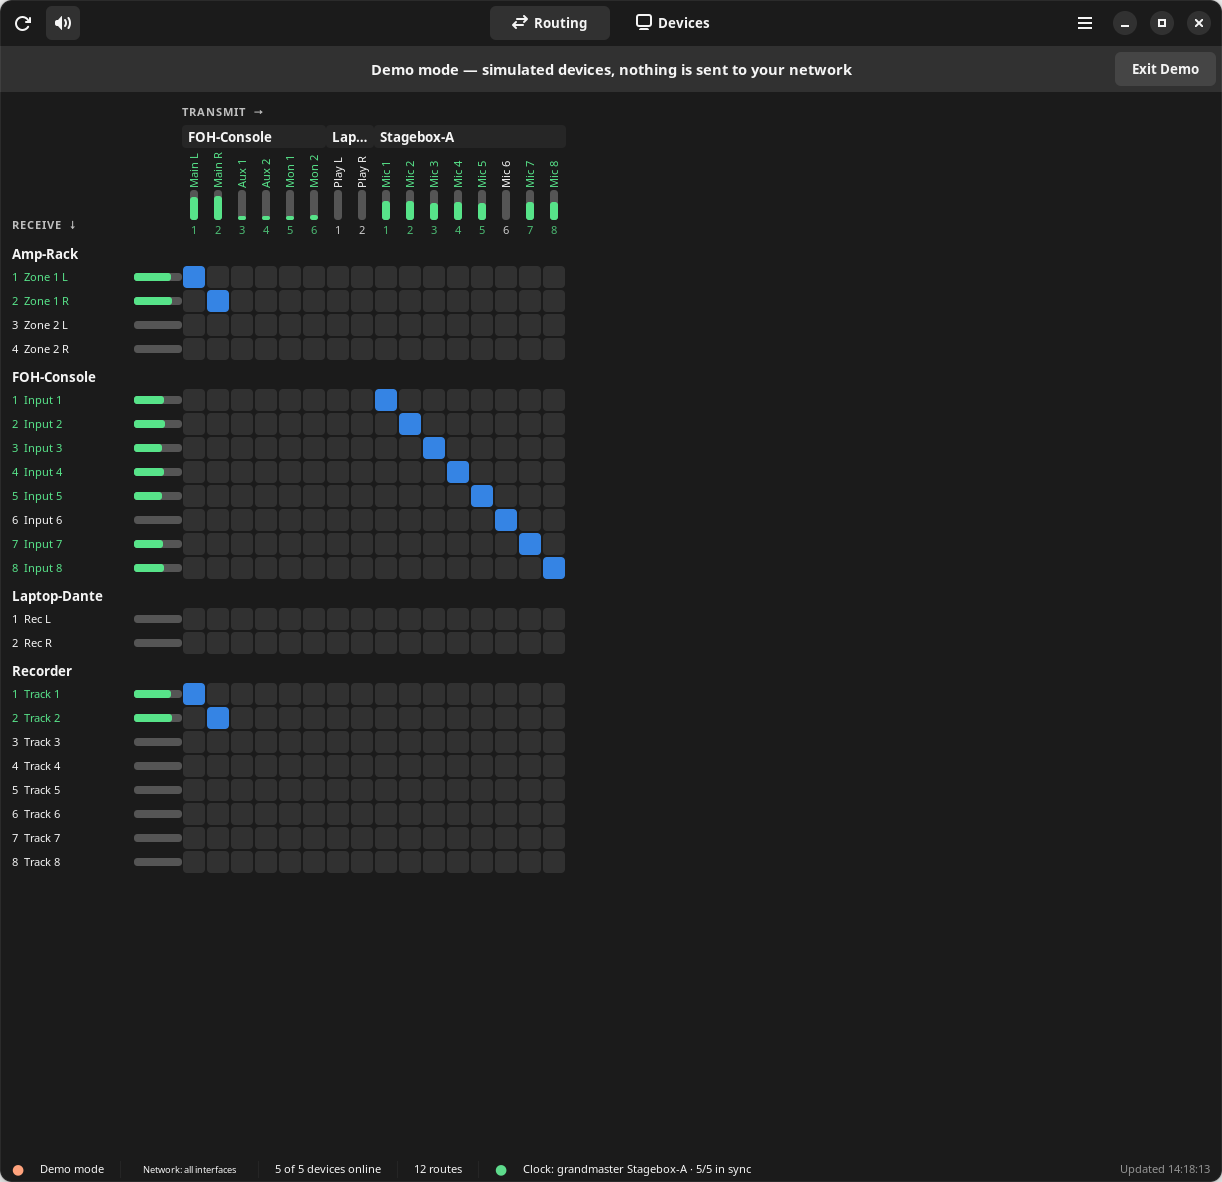 Routing Devices
Demo mode — simulated devices, nothing is sent to your network Exit Demo
TRANSMIT →
FOH-Console Lap... Stagebox-A
Main L Main R Aux 1 Aux 2 Mon 1 Mon 2 Play L Play R Mic 1 Mic 2 Mic 3 Mic 4 Mic 5 Mic 6 Mic 7 Mic 8
RECEIVE ↓
1 2 3 4 5 6 1 2 1 2 3 4 5 6 7 8
Amp-Rack
1 Zone 1 L
2 Zone 1 R
3 Zone 2 L
4 Zone 2 R
FOH-Console
1 Input 1
2 Input 2
3 Input 3
4 Input 4
5 Input 5
6 Input 6
7 Input 7
8 Input 8
Laptop-Dante
1 Rec L
2 Rec R
Recorder
1 Track 1
2 Track 2
3 Track 3
4 Track 4
5 Track 5
6 Track 6
7 Track 7
8 Track 8
Demo mode Network: all interfaces 5 of 5 devices online 12 routes Clock: grandmaster Stagebox-A · 5/5 in sync Updated 14:18:13